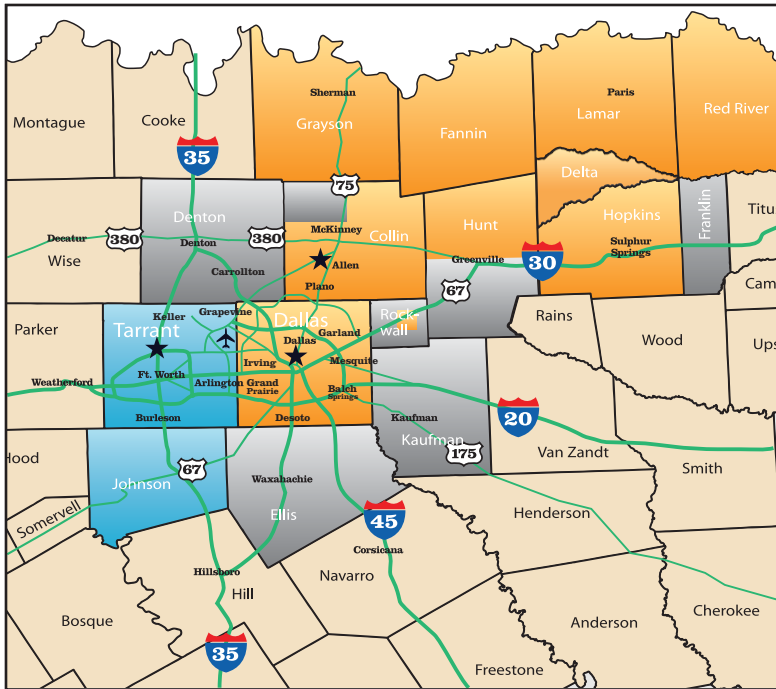 Montague
Cooke
Sherman
Grayson
Fannin
Paris
Lamar
Red River
35
75
Delta
Denton
McKinney
Collin
Hunt
Hopkins
Franklin
Titu
Decatur
380
Denton
380
Wise
Carrollton
Allen
Greenville
30
Sulphur
Springs
Plano
67
Cam
Keller
Grapevine
Dallas
Rock-
wall
Rains
Parker
Tarrant
Garland
Wood
Ups
Dallas
Mesquite
Ft. Worth
Irving
Weatherford
Arlington
Grand
Prairie
Balch
Springs
Burleson
Desoto
Kaufman
20
Kaufman
Hood
175
Van Zandt
Johnson
67
Waxahachie
Smith
Somervell
Ellis
45
Henderson
Corsicana
Hillsboro
Navarro
Hill
Bosque
Anderson
Cherokee
35
Freestone